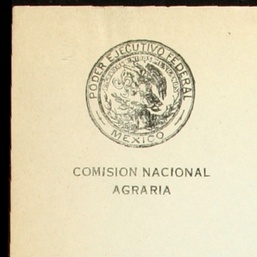 PODER EJECUTIVO FEDERAL
MEXICO
COMISION NACIONAL
AGRARIA